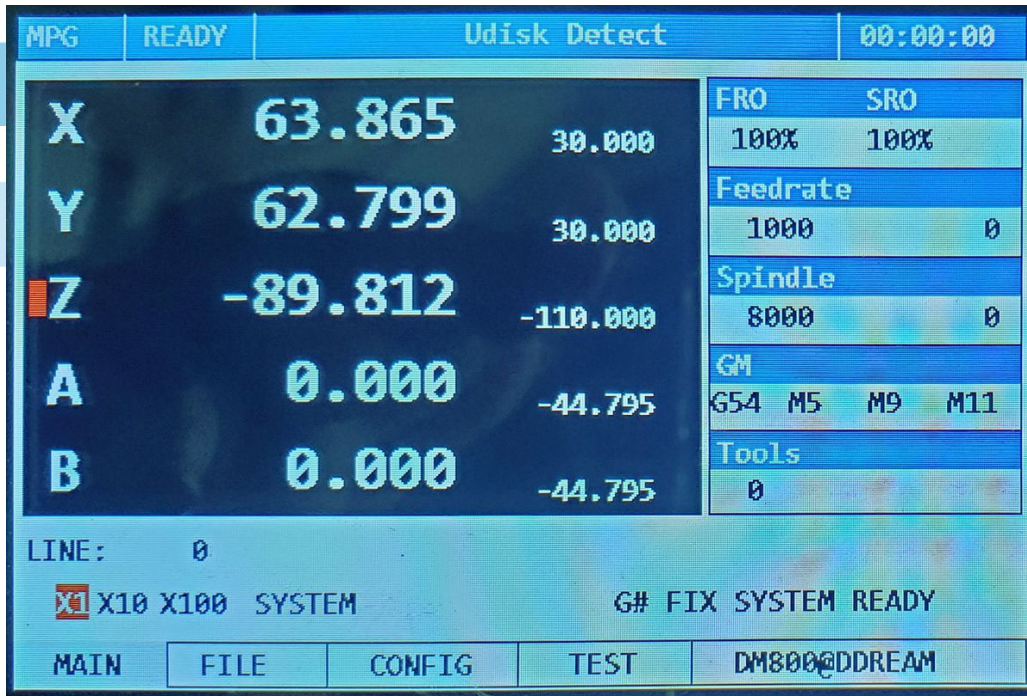 MPG READY Udisk Detect 00:00:00
X 63.865 30.000
Y 62.799 30.000
Z -89.812 -110.000
A 0.000 -44.795
B 0.000 -44.795
FRO SRO
100% 100%
Feedrate
1000 0
Spindle
8000 0
GM
G54 M5 M9 M11
Tools
0
LINE: 0
X1 X10 X100 SYSTEM G# FIX SYSTEM READY
MAIN FILE CONFIG TEST DM800@DDREAM